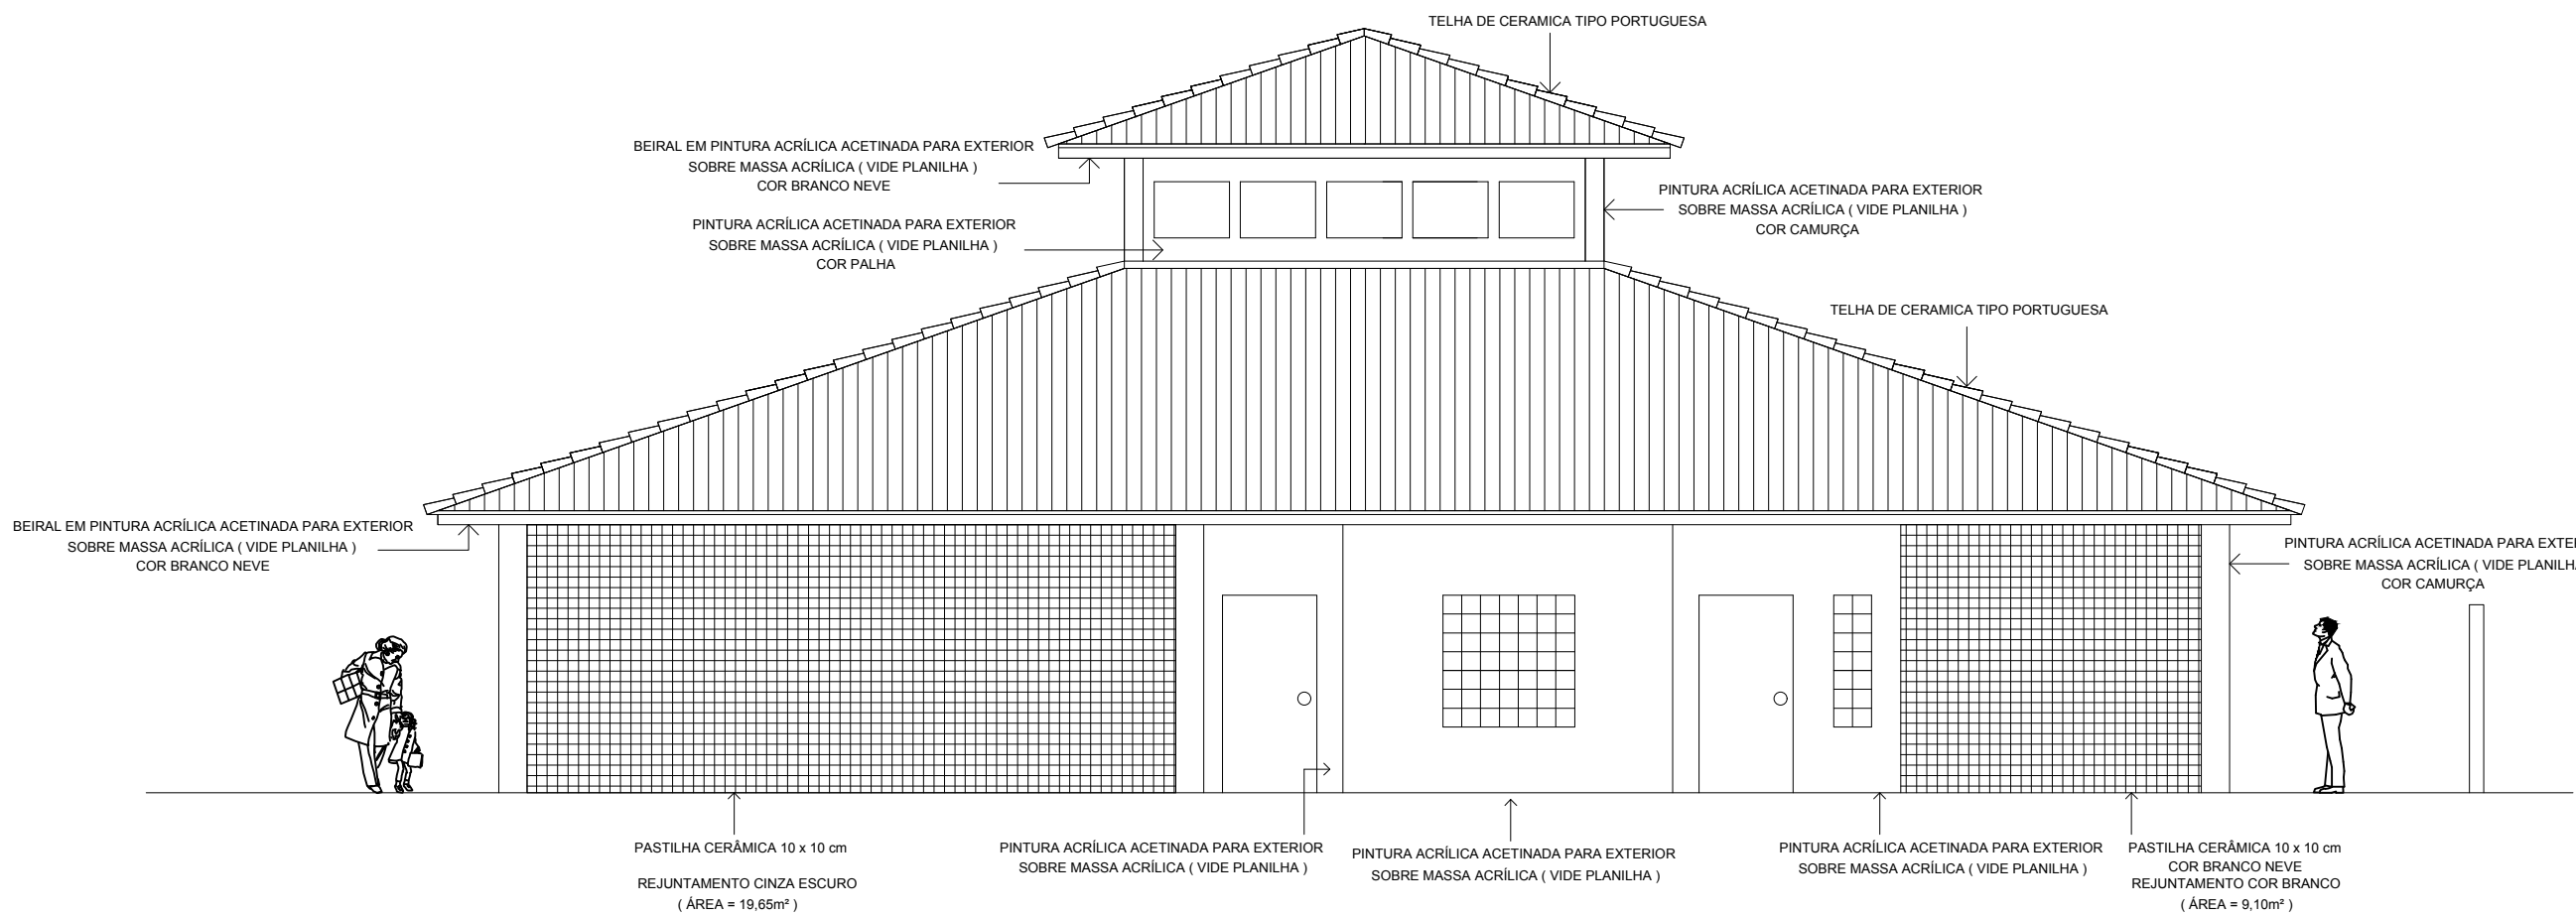 TELHA DE CERAMICA TIPO PORTUGUESA
BEIRAL EM PINTURA ACRÍLICA ACETINADA PARA EXTERIOR
SOBRE MASSA ACRÍLICA ( VIDE PLANILHA )
COR BRANCO NEVE
PINTURA ACRÍLICA ACETINADA PARA EXTERIOR
SOBRE MASSA ACRÍLICA ( VIDE PLANILHA )
COR CAMURÇA
PINTURA ACRÍLICA ACETINADA PARA EXTERIOR
SOBRE MASSA ACRÍLICA ( VIDE PLANILHA )
COR PALHA
TELHA DE CERAMICA TIPO PORTUGUESA
BEIRAL EM PINTURA ACRÍLICA ACETINADA PARA EXTERIOR
SOBRE MASSA ACRÍLICA ( VIDE PLANILHA )
COR BRANCO NEVE
PINTURA ACRÍLICA ACETINADA PARA EXTE
SOBRE MASSA ACRÍLICA ( VIDE PLANILH
COR CAMURÇA
PASTILHA CERÂMICA 10 x 10 cm
REJUNTAMENTO CINZA ESCURO
( ÁREA = 19,65m² )
PINTURA ACRÍLICA ACETINADA PARA EXTERIOR
SOBRE MASSA ACRÍLICA ( VIDE PLANILHA )
PINTURA ACRÍLICA ACETINADA PARA EXTERIOR
SOBRE MASSA ACRÍLICA ( VIDE PLANILHA )
PINTURA ACRÍLICA ACETINADA PARA EXTERIOR
SOBRE MASSA ACRÍLICA ( VIDE PLANILHA )
PASTILHA CERÂMICA 10 x 10 cm
COR BRANCO NEVE
REJUNTAMENTO COR BRANCO
( ÁREA = 9,10m² )